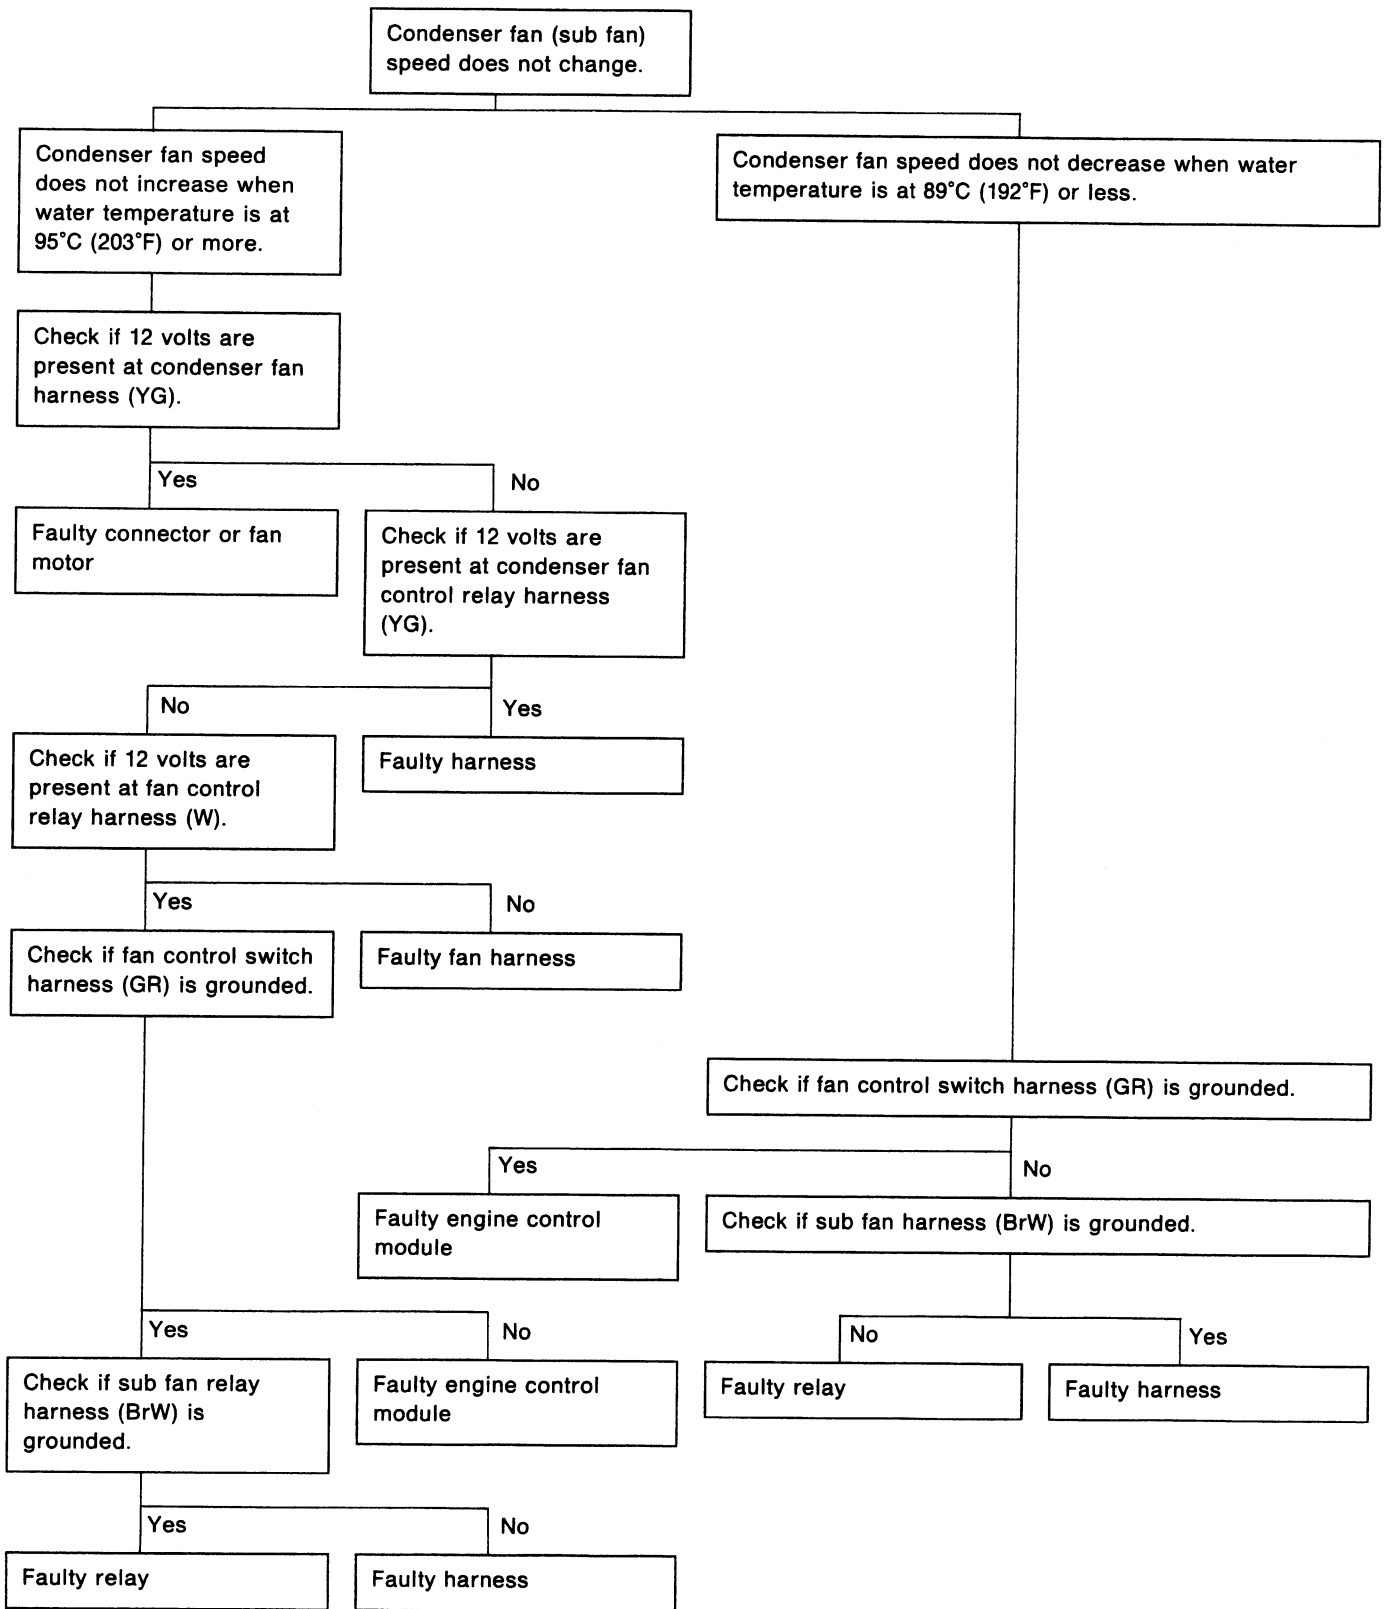 Condenser fan (sub fan)
speed does not change.
Condenser fan speed
does not increase when
water temperature is at
95°C (203°F) or more.
Condenser fan speed does not decrease when water
temperature is at 89°C (192°F) or less.
Check if 12 volts are
present at condenser fan
harness (YG).
Yes
No
Faulty connector or fan
motor
Check if 12 volts are
present at condenser fan
control relay harness
(YG).
No
Yes
Check if 12 volts are
present at fan control
relay harness (W).
Faulty harness
Yes
No
Check if fan control switch
harness (GR) is grounded.
Faulty fan harness
Check if fan control switch harness (GR) is grounded.
Yes
No
Faulty engine control
module
Check if sub fan harness (BrW) is grounded.
Yes
No
No
Yes
Check if sub fan relay
harness (BrW) is
grounded.
Faulty engine control
module
Faulty relay
Faulty harness
Yes
No
Faulty relay
Faulty harness